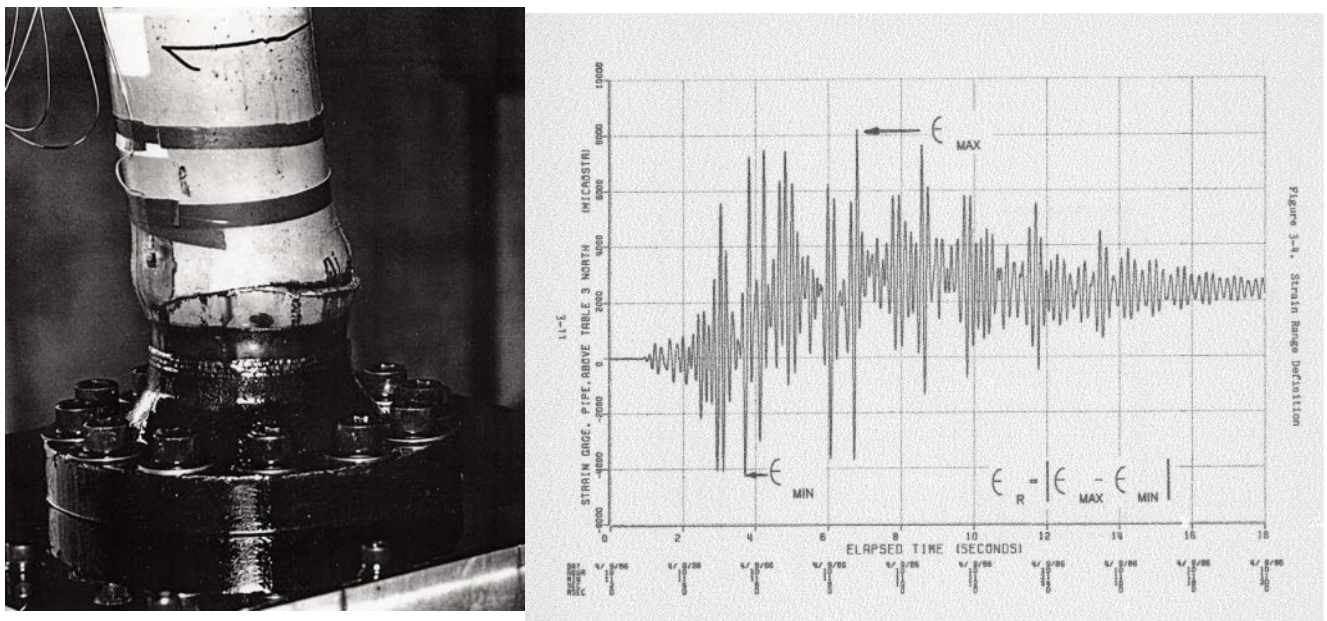 10000
8000
6000
4000
2000
0
-2000
-4000
-6000
STRAIN GAGE, PIPE, ABOVE TABLE 3 NORTH (MICROSTR)
3-11
ϵ MAX
ϵ MIN
ϵ R = | ϵ MAX - ϵ MIN |
0 2 4 6 8 10 12 14 16 18
ELAPSED TIME (SECONDS)
Figure 3-4. Strain Range Definition